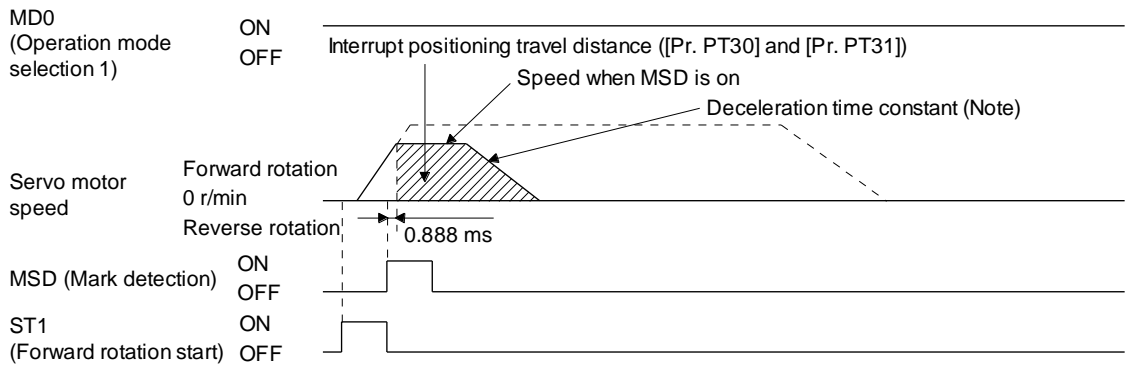 MD0
(Operation mode
selection 1)
ON
OFF
Interrupt positioning travel distance ([Pr. PT30] and [Pr. PT31])
Speed when MSD is on
Deceleration time constant (Note)
Servo motor
speed
Forward rotation
0 r/min
Reverse rotation
0.888 ms
MSD (Mark detection)
ON
OFF
ST1
(Forward rotation start)
ON
OFF